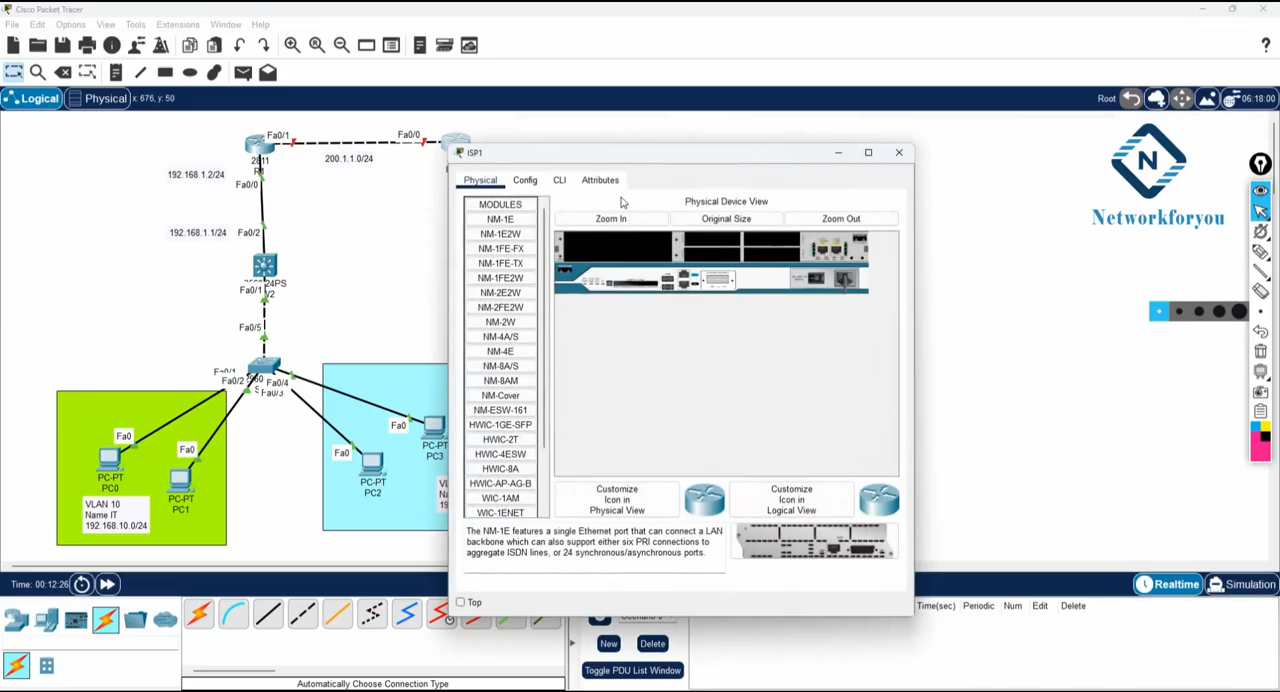 Cisco Packet Tracer
File Edit Options View Tools Extensions Window Help
?
Logical Physical x: 676, y: 50
Root 06:18:00
Fa0/1
Fa0/0
200.1.1.0/24
2811
192.168.1.2/24
Fa0/0
192.168.1.1/24
Fa0/2
24PS
Fa0/1
Fa0/5
Fa0/2
Fa0/4
Fa0/3
Fa0
PC-PT
PC0
Fa0
PC-PT
PC1
VLAN 10
Name IT
192.168.10.0/24
Fa0
PC-PT
PC2
Fa0
PC-PT
PC3
N
Networkforyou
ISP1
Physical Config CLI Attributes
MODULES
NM-1E
NM-1E2W
NM-1FE-FX
NM-1FE-TX
NM-1FE2W
NM-2E2W
NM-2FE2W
NM-2W
NM-4A/S
NM-4E
NM-8A/S
NM-8AM
NM-Cover
NM-ESW-161
HWIC-1GE-SFP
HWIC-2T
HWIC-4ESW
HWIC-8A
HWIC-AP-AG-B
WIC-1AM
WIC-1ENET
Physical Device View
Zoom In Original Size Zoom Out
Customize
Icon in
Physical View
Customize
Icon in
Logical View
The NM-1E features a single Ethernet port that can connect a LAN
backbone which can also support either six PRI connections to
aggregate ISDN lines, or 24 synchronous/asynchronous ports.
Top
Time: 00:12:26
Realtime Simulation
New Delete
Toggle PDU List Window
Time(sec) Periodic Num Edit Delete
Automatically Choose Connection Type